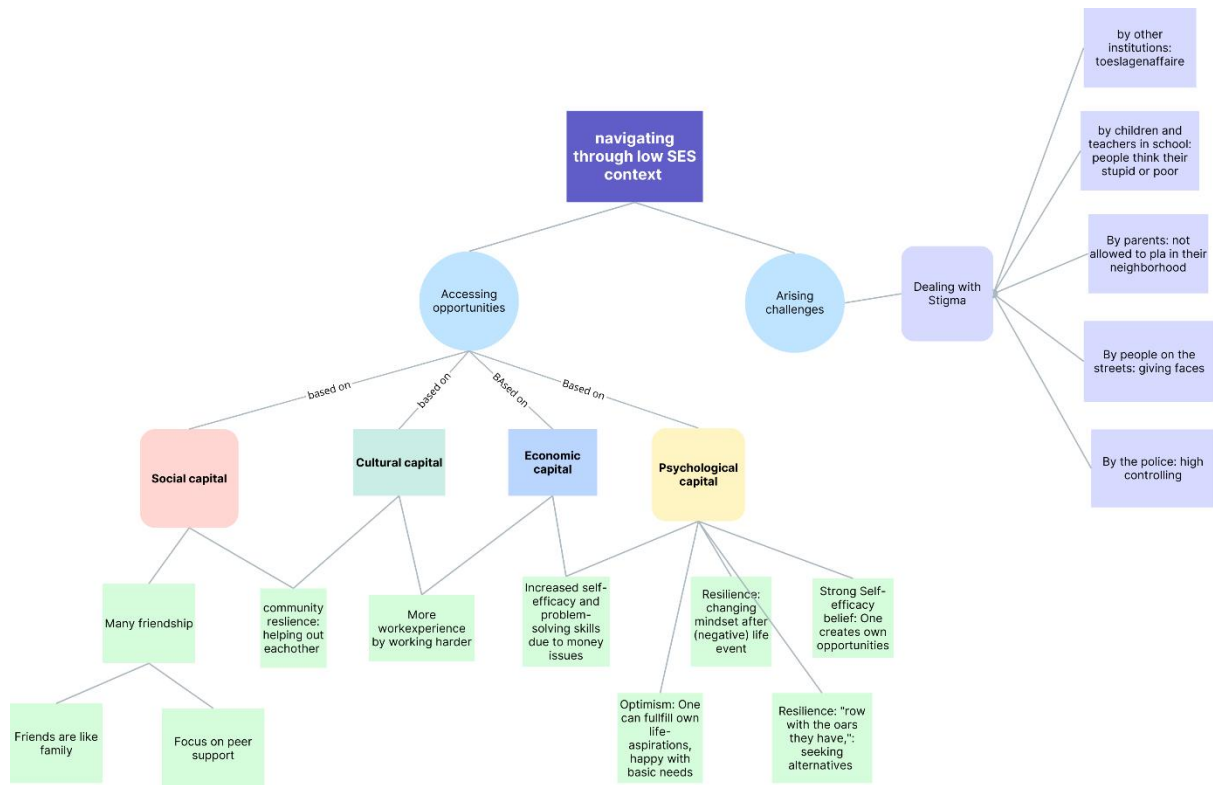 by other
institutions:
toeslagenaffaire
navigating
through low SES
context
by children and
teachers in school:
people think their
stupid or poor
By parents: not
allowed to pla in their
neighborhood
Accessing
opportunities
Arising
challenges
Dealing with
Stigma
By people on the
streets: giving faces
based on
based on
BAsed on
Based on
By the police: high
controlling
Social capital
Cultural capital
Economic
capital
Psychological
capital
Many friendship
community
reslience:
helping out
eachother
More
workexperience
by working harder
Increased self-
efficacy and
problem-
solving skills
due to money
issues
Resilience:
changing
mindset after
(negative) life
event
Strong Self-
efficacy
belief: One
creates own
opportunities
Friends are like
family
Focus on peer
support
Optimism: One
can fullfill own
life-
aspirations,
happy with
basic needs
Resilience: "row
with the oars
they have,":
seeking
alternatives